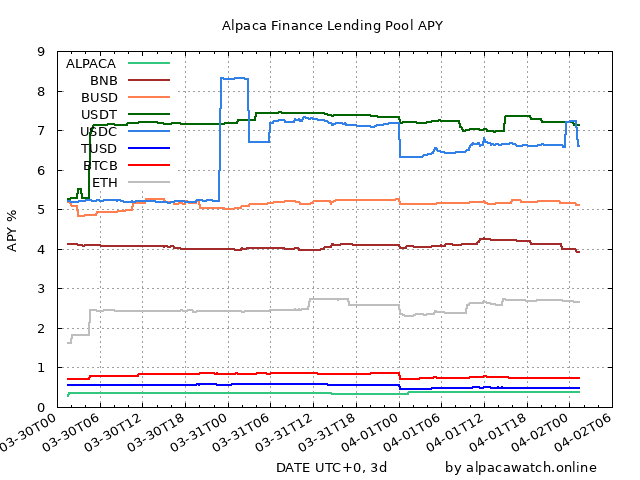 Alpaca Finance Lending Pool APY
9
8
7
6
5
4
3
2
1
0
APY %
ALPACA
BNB
BUSD
USDT
USDC
TUSD
BTCB
ETH
03-30T00
03-30T06
03-30T12
03-30T18
03-31T00
03-31T06
03-31T12
03-31T18
04-01T00
04-01T06
04-01T12
04-01T18
04-02T00
04-02T06
DATE UTC+0, 3d
by alpacawatch.online